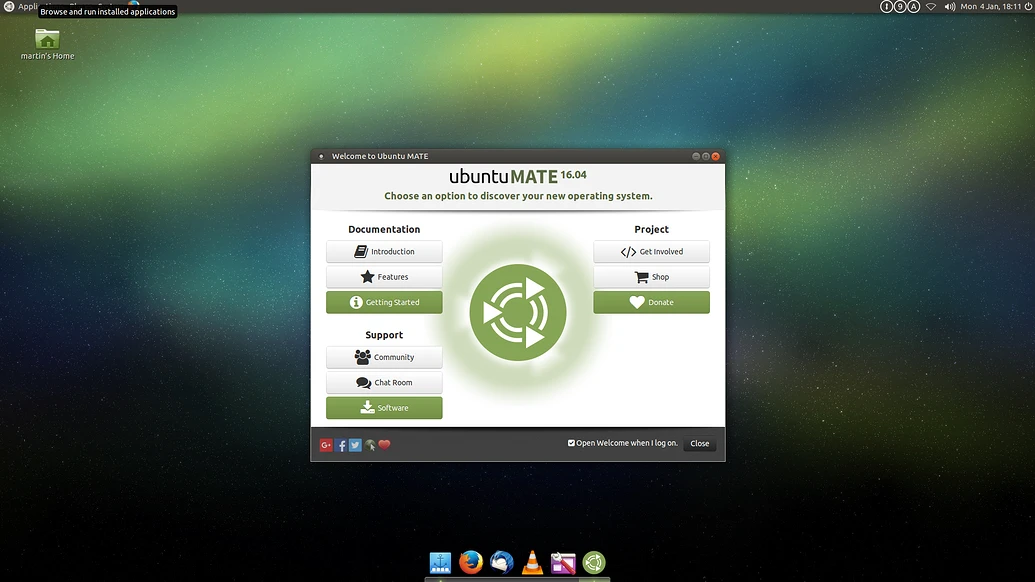 Appli
Browse and run installed applications
Mon 4 Jan, 18:11
martin's Home
Welcome to Ubuntu MATE
ubuntuMATE 16.04
Choose an option to discover your new operating system.
Documentation
Introduction
Features
Getting Started
Support
Community
Chat Room
Software
Project
Get Involved
Shop
Donate
G+
f
Open Welcome when I log on.
Close